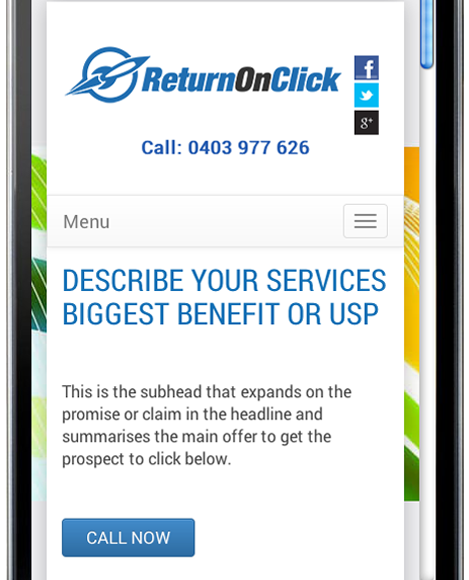 ReturnOnClick
f
g+
Call: 0403 977 626
Menu
DESCRIBE YOUR SERVICES
BIGGEST BENEFIT OR USP
This is the subhead that expands on the
promise or claim in the headline and
summarises the main offer to get the
prospect to click below.
CALL NOW